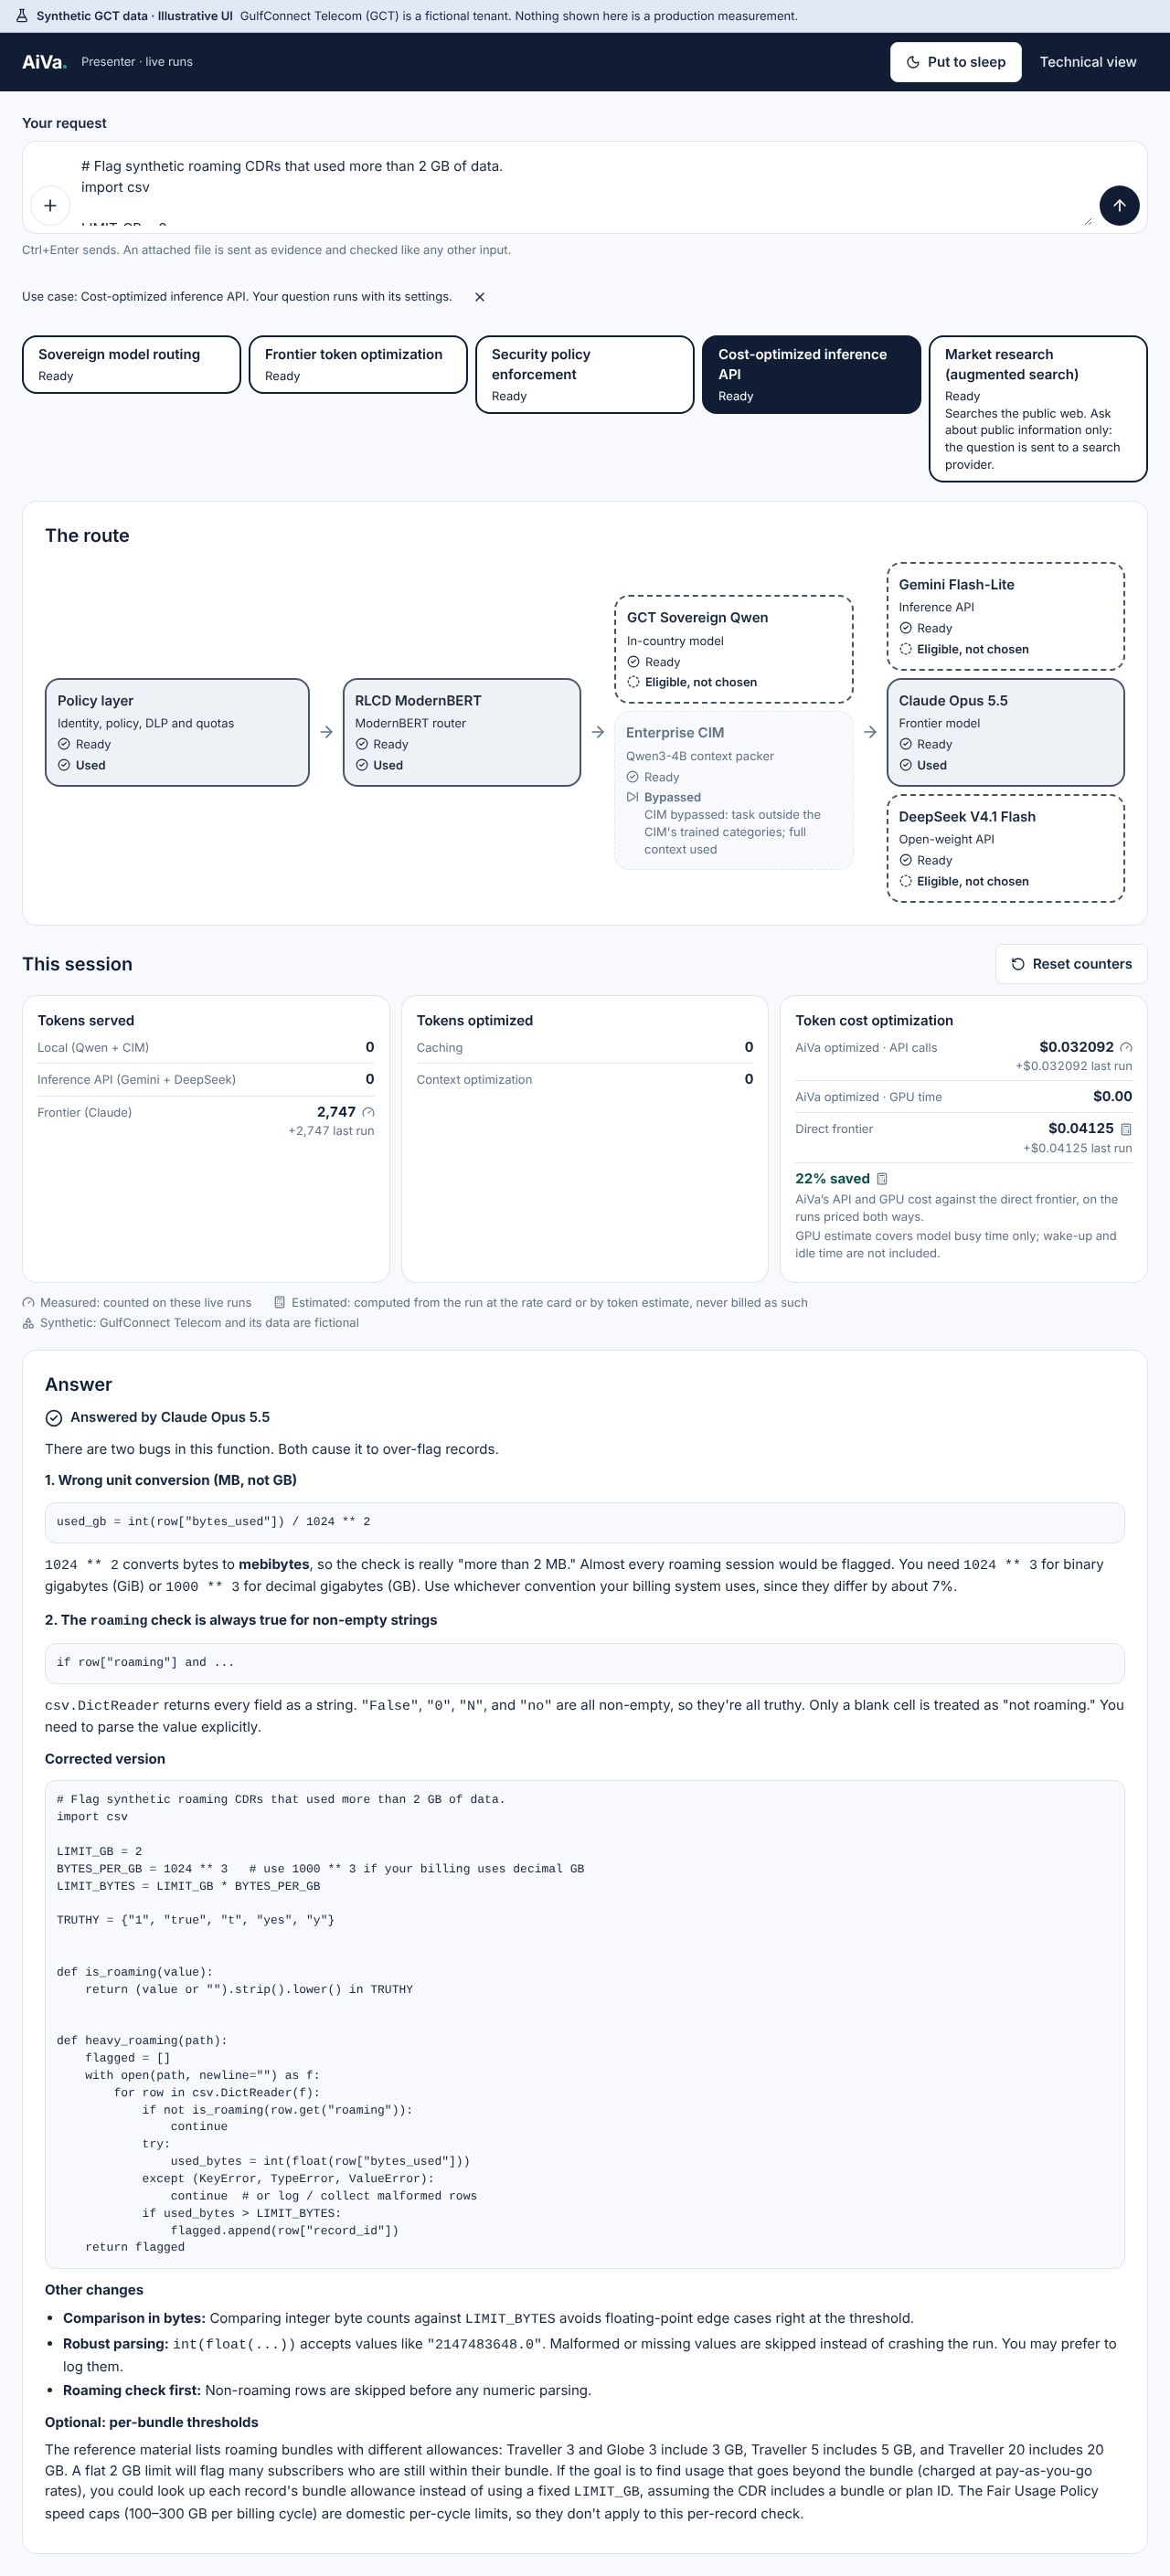 Synthetic GCT data · Illustrative UI GulfConnect Telecom (GCT) is a fictional tenant. Nothing shown here is a production measurement.
AiVa. Presenter · live runs
Put to sleep
Technical view
Your request
# Flag synthetic roaming CDRs that used more than 2 GB of data.
import csv
Ctrl+Enter sends. An attached file is sent as evidence and checked like any other input.
Use case: Cost-optimized inference API. Your question runs with its settings.
Sovereign model routing
Ready
Frontier token optimization
Ready
Security policy
enforcement
Ready
Cost-optimized inference
API
Ready
Market research
(augmented search)
Ready
Searches the public web. Ask
about public information only:
the question is sent to a search
provider.
The route
Policy layer
Identity, policy, DLP and quotas
Ready
Used
RLCD ModernBERT
ModernBERT router
Ready
Used
GCT Sovereign Qwen
In-country model
Ready
Eligible, not chosen
Enterprise CIM
Qwen3-4B context packer
Ready
Bypassed
CIM bypassed: task outside the
CIM's trained categories; full
context used
Gemini Flash-Lite
Inference API
Ready
Eligible, not chosen
Claude Opus 5.5
Frontier model
Ready
Used
DeepSeek V4.1 Flash
Open-weight API
Ready
Eligible, not chosen
This session
Reset counters
Tokens served
Local (Qwen + CIM) 0
Inference API (Gemini + DeepSeek) 0
Frontier (Claude) 2,747
+2,747 last run
Tokens optimized
Caching 0
Context optimization 0
Token cost optimization
AiVa optimized · API calls $0.032092
+$0.032092 last run
AiVa optimized · GPU time $0.00
Direct frontier $0.04125
+$0.04125 last run
22% saved
AiVa's API and GPU cost against the direct frontier, on the
runs priced both ways.
GPU estimate covers model busy time only; wake-up and
idle time are not included.
Measured: counted on these live runs Estimated: computed from the run at the rate card or by token estimate, never billed as such
Synthetic: GulfConnect Telecom and its data are fictional
Answer
Answered by Claude Opus 5.5
There are two bugs in this function. Both cause it to over-flag records.
1. Wrong unit conversion (MB, not GB)
used_gb = int(row["bytes_used"]) / 1024 ** 2
1024 ** 2 converts bytes to mebibytes, so the check is really "more than 2 MB." Almost every roaming session would be flagged. You need 1024 ** 3 for binary
gigabytes (GiB) or 1000 ** 3 for decimal gigabytes (GB). Use whichever convention your billing system uses, since they differ by about 7%.
2. The roaming check is always true for non-empty strings
if row["roaming"] and ...
csv.DictReader returns every field as a string. "False", "0", "N", and "no" are all non-empty, so they're all truthy. Only a blank cell is treated as "not roaming." You
need to parse the value explicitly.
Corrected version
# Flag synthetic roaming CDRs that used more than 2 GB of data.
import csv
LIMIT_GB = 2
BYTES_PER_GB = 1024 ** 3   # use 1000 ** 3 if your billing uses decimal GB
LIMIT_BYTES = LIMIT_GB * BYTES_PER_GB
TRUTHY = {"1", "true", "t", "yes", "y"}
def is_roaming(value):
    return (value or "").strip().lower() in TRUTHY
def heavy_roaming(path):
    flagged = []
    with open(path, newline="") as f:
        for row in csv.DictReader(f):
            if not is_roaming(row.get("roaming")):
                continue
            try:
                used_bytes = int(float(row["bytes_used"]))
            except (KeyError, TypeError, ValueError):
                continue  # or log / collect malformed rows
            if used_bytes > LIMIT_BYTES:
                flagged.append(row["record_id"])
    return flagged
Other changes
• Comparison in bytes: Comparing integer byte counts against LIMIT_BYTES avoids floating-point edge cases right at the threshold.
• Robust parsing: int(float(...)) accepts values like "2147483648.0". Malformed or missing values are skipped instead of crashing the run. You may prefer to
log them.
• Roaming check first: Non-roaming rows are skipped before any numeric parsing.
Optional: per-bundle thresholds
The reference material lists roaming bundles with different allowances: Traveller 3 and Globe 3 include 3 GB, Traveller 5 includes 5 GB, and Traveller 20 includes 20
GB. A flat 2 GB limit will flag many subscribers who are still within their bundle. If the goal is to find usage that goes beyond the bundle (charged at pay-as-you-go
rates), you could look up each record's bundle allowance instead of using a fixed LIMIT_GB, assuming the CDR includes a bundle or plan ID. The Fair Usage Policy
speed caps (100–300 GB per billing cycle) are domestic per-cycle limits, so they don't apply to this per-record check.